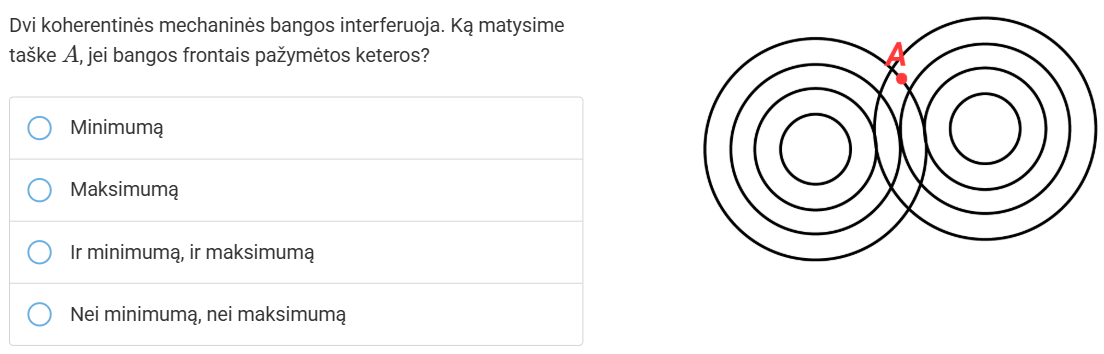 Dvi koherentinės mechaninės bangos interferuoja. Ką matysime
taške A, jei bangos frontais pažymėtos keteros?
A
Minimumą
Maksimumą
Ir minimumą, ir maksimumą
Nei minimumą, nei maksimumą